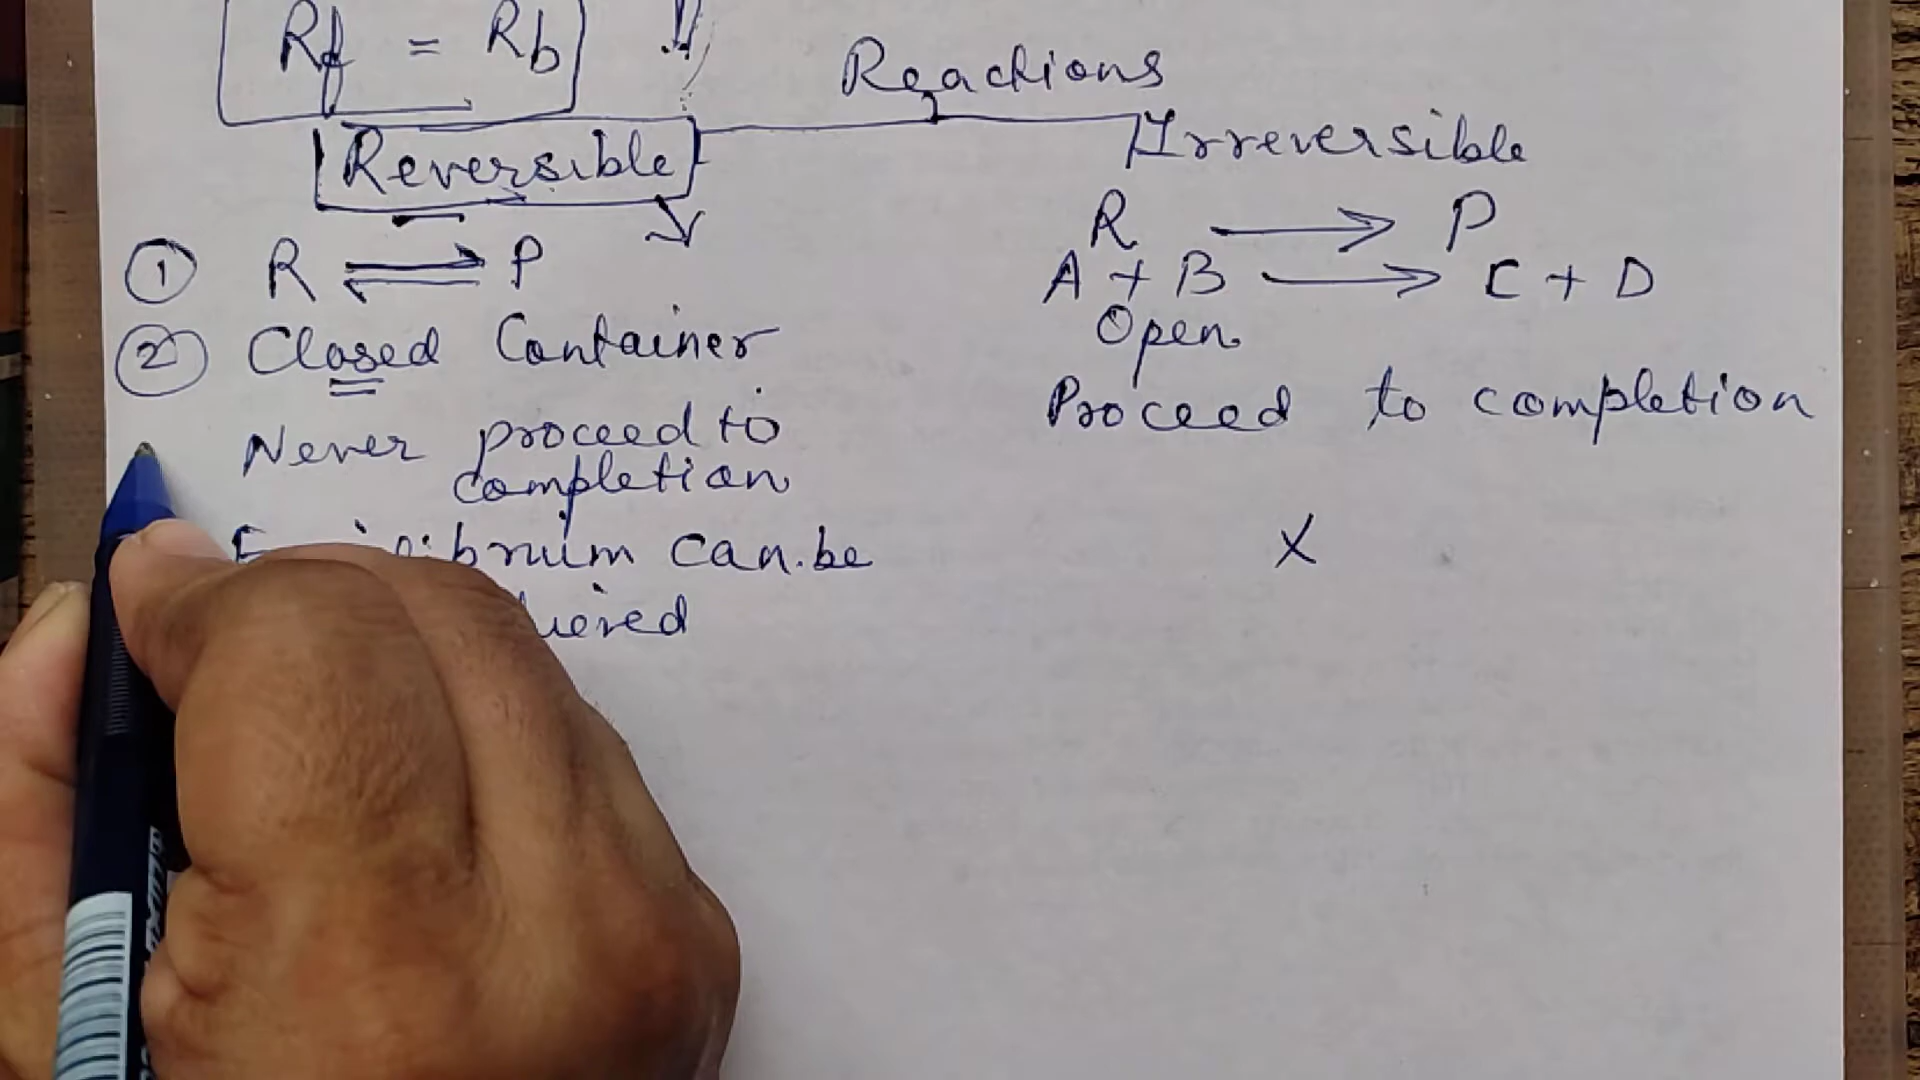 Rf = Rb !!
Reactions
Reversible
Irreversible
① R ⇌ P
R → P
A + B → C + D
② Closed Container
Open
Never proceed to
completion
Proceed to completion
can be
X